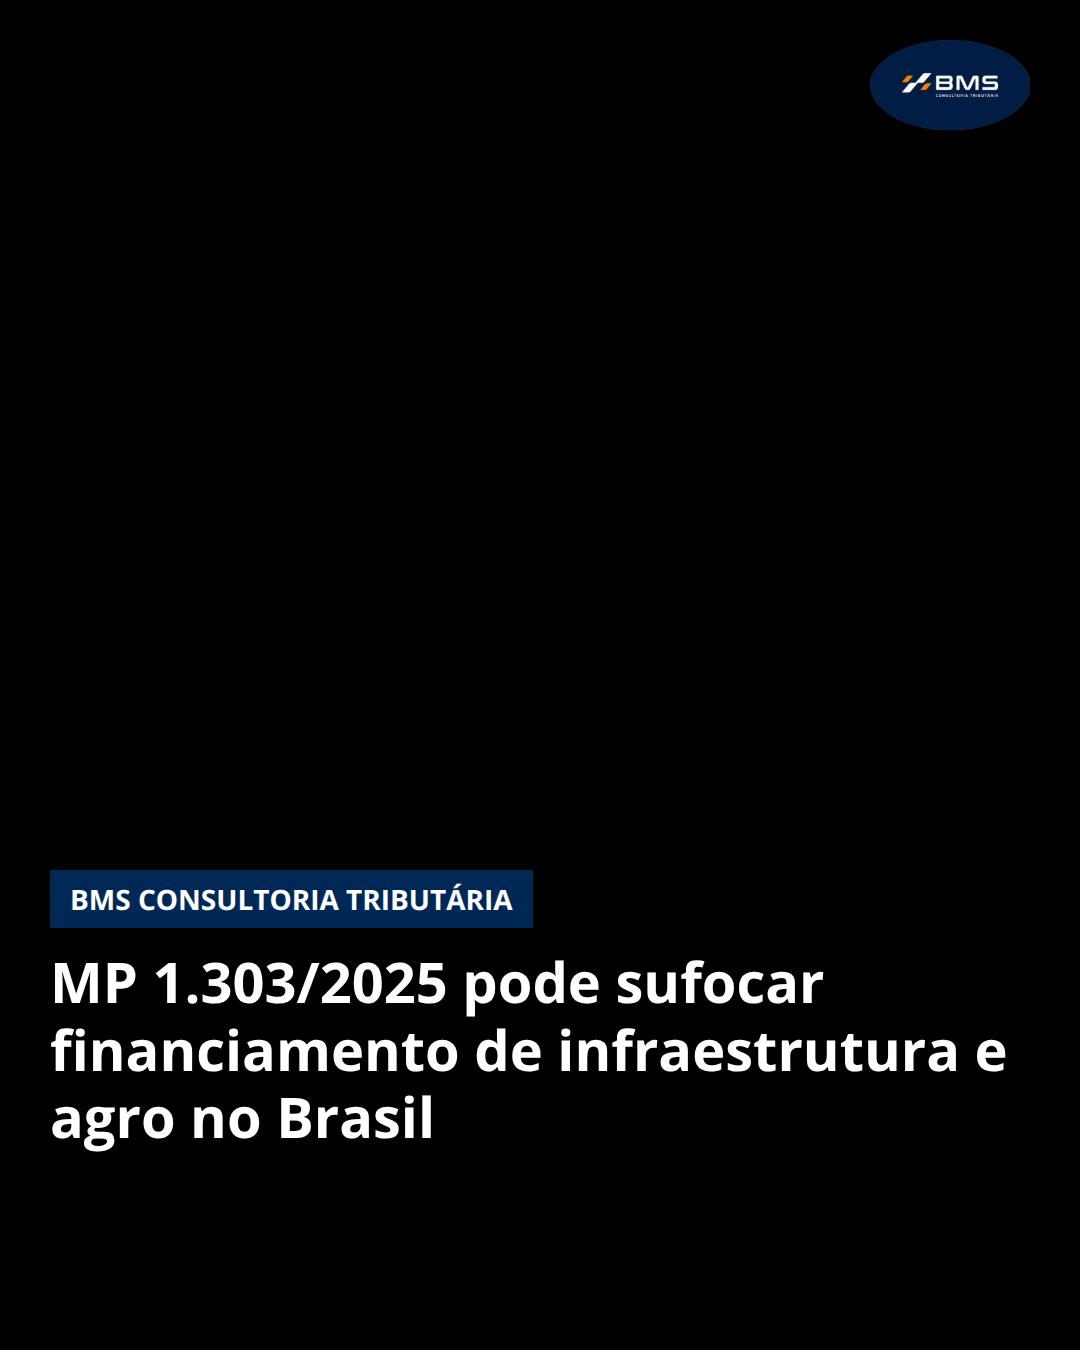 BMS
CONSULTORIA TRIBUTÁRIA
BMS CONSULTORIA TRIBUTÁRIA
MP 1.303/2025 pode sufocar
financiamento de infraestrutura e
agro no Brasil